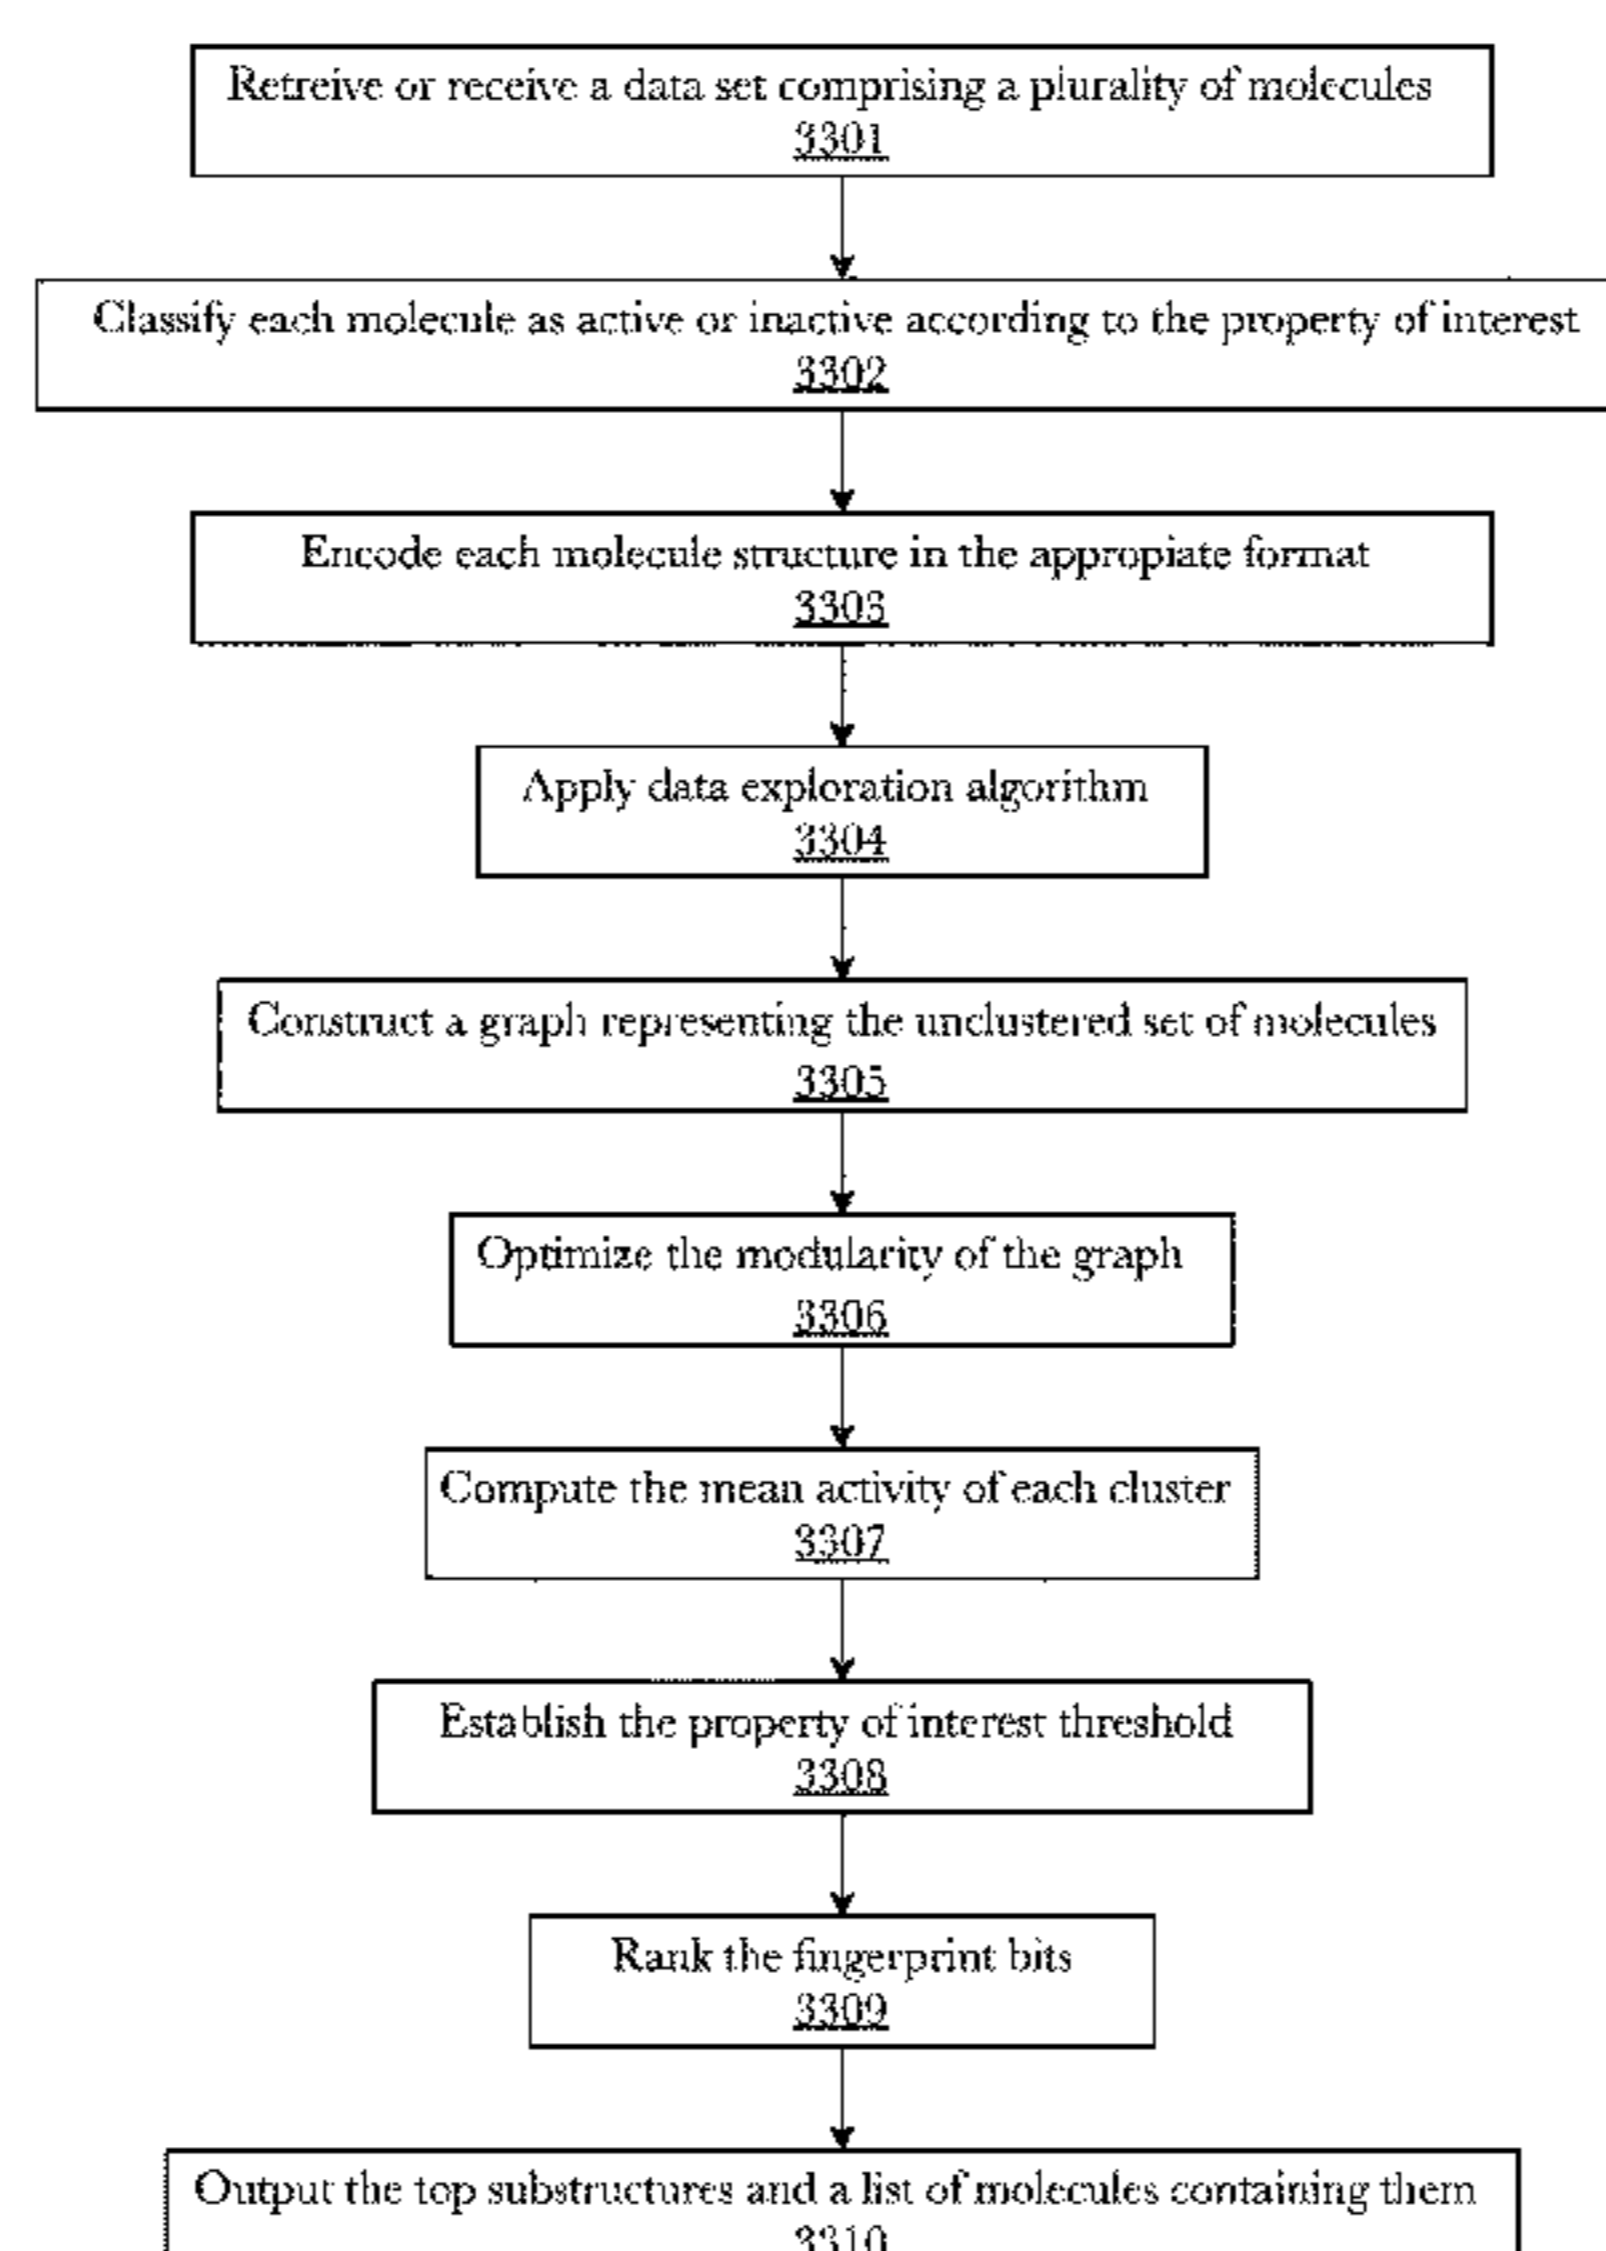 Retreive or receive a data set comprising a plurality of molecules
3301
Classify each molecule as active or inactive according to the property of interest
3302
Encode each molecule structure in the appropiate format
3303
Apply data exploration algorithm
3304
Construct a graph representing the unclustered set of molecules
3305
Optimize the modularity of the graph
3306
Compute the mean activity of each cluster
3307
Establish the property of interest threshold
3308
Rank the fingerprint bits
3309
Output the top substructures and a list of molecules containing them
3310